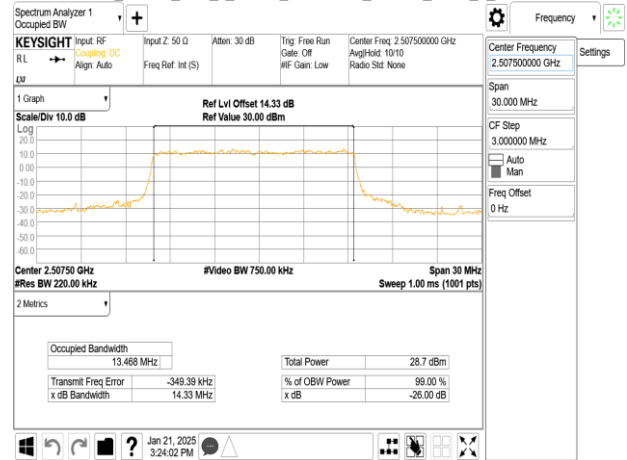 Spectrum Analyzer 1
Occupied BW
Frequency
KEYSIGHT
Input: RF
Coupling: DC
Align: Auto
RL
LXI
Input Z: 50 Ω
Freq Ref: Int (S)
Atten: 30 dB
Trig: Free Run
Gate: Off
#IF Gain: Low
Center Freq: 2.507500000 GHz
Avg|Hold: 10/10
Radio Std: None
Center Frequency
2.507500000 GHz
Settings
Span
30.000 MHz
CF Step
3.000000 MHz
Auto
Man
Freq Offset
0 Hz
1 Graph
Scale/Div 10.0 dB
Ref Lvl Offset 14.33 dB
Ref Value 30.00 dBm
Log
20.0
10.0
0.00
-10.0
-20.0
-30.0
-40.0
-50.0
-60.0
Center 2.50750 GHz
#Video BW 750.00 kHz
Span 30 MHz
#Res BW 220.00 kHz
Sweep 1.00 ms (1001 pts)
2 Metrics
Occupied Bandwidth
13.468 MHz
Total Power 28.7 dBm
Transmit Freq Error -349.39 kHz
% of OBW Power 99.00 %
x dB Bandwidth 14.33 MHz
x dB -26.00 dB
?
Jan 21, 2025
3:24:02 PM